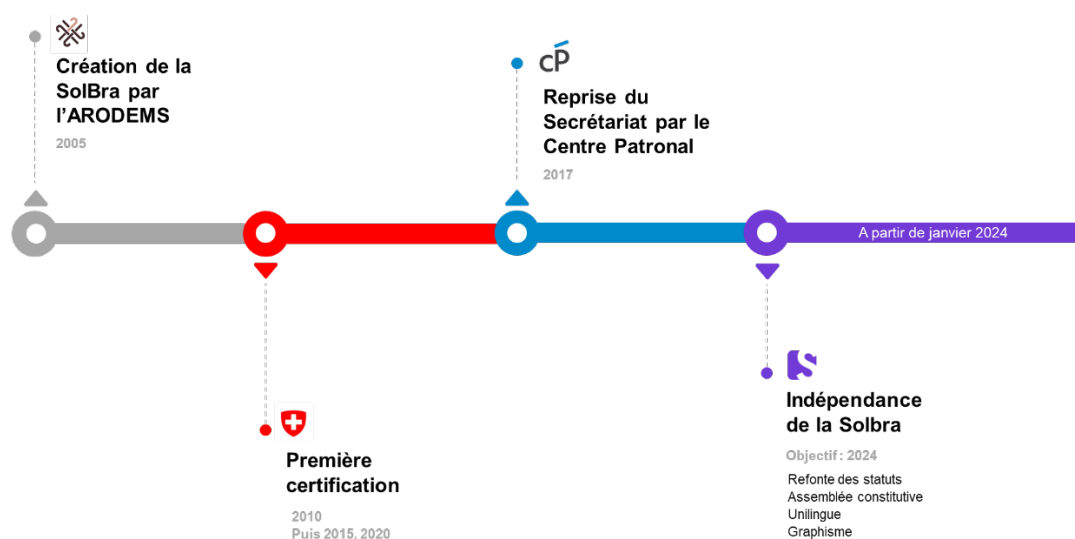 Création de la
SolBra par
l'ARODEMS
2005
cP
Reprise du
Secrétariat par le
Centre Patronal
2017
A partir de janvier 2024
Première
certification
2010
Puis 2015, 2020
S
Indépendance
de la Solbra
Objectif : 2024
Refonte des statuts
Assemblée constitutive
Unilingue
Graphisme